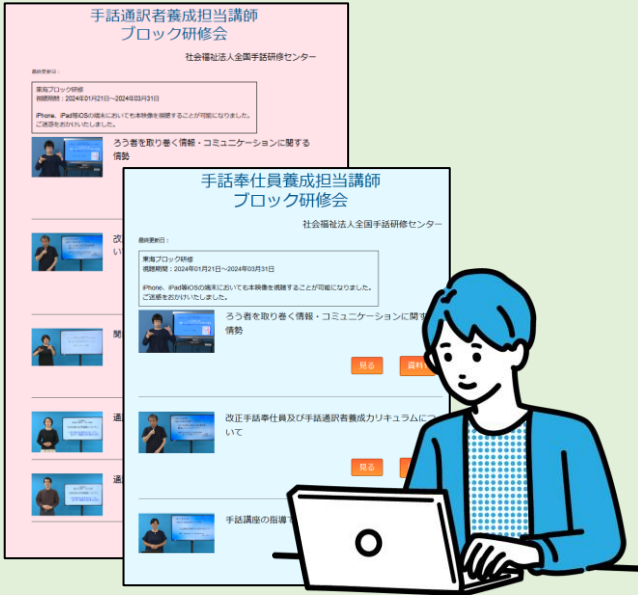 手話通訳者養成担当講師
ブロック研修会
社会福祉法人全国手話研修センター
最終更新日：
東海ブロック研修
視聴期間：2024年01月21日～2024年03月31日
iPhone、iPad等iOSの端末においても本映像を視聴することが可能になりました。
ご迷惑をおかけいたしました。
ろう者を取り巻く情報・コミュニケーションに関する
情勢
改
い
通
通
手話奉仕員養成担当講師
ブロック研修会
社会福祉法人全国手話研修センター
最終更新日：
東海ブロック研修
視聴期間：2024年01月21日～2024年03月31日
iPhone、iPad等iOSの端末においても本映像を視聴することが可能になりました。
ご迷惑をおかけいたしました。
ろう者を取り巻く情報・コミュニケーションに関す
情勢
見る
資料
改正手話奉仕員及び手話通訳者養成カリキュラムにつ
いて
見る
手話講座の指導